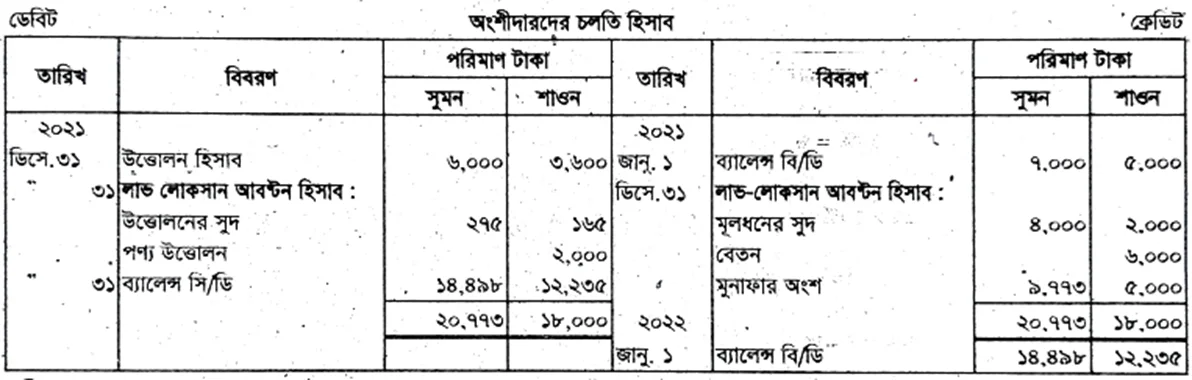 ডেবিট অংশীদারদের চলতি হিসাব ক্রেডিট
তারিখ বিবরণ পরিমাণ টাকা তারিখ বিবরণ পরিমাণ টাকা
সুমন শাওন সুমন শাওন
২০২১ ২০২১
ডিসে. ৩১ উত্তোলন হিসাব ৬,০০০ ৩,৬০০ জানু. ১ ব্যালেন্স বি/ডি ৭,০০০ ৫,০০০
" ৩১ লাভ লোকসান আবণ্টন হিসাব : ডিসে. ৩১ লাভ-লোকসান আবণ্টন হিসাব :
উত্তোলনের সুদ ২৭৫ ১৬৫ মূলধনের সুদ ৪,০০০ ২,০০০
পণ্য উত্তোলন ২,০০০ বেতন ৬,০০০
" ৩১ ব্যালেন্স সি/ডি ১৪,৪৯৮ ১২,২৩৫ মুনাফার অংশ ৯,৭৭৩ ৫,০০০
২০,৭৭৩ ১৮,০০০ ২০২২ ২০,৭৭৩ ১৮,০০০
জানু. ১ ব্যালেন্স বি/ডি ১৪,৪৯৮ ১২,২৩৫